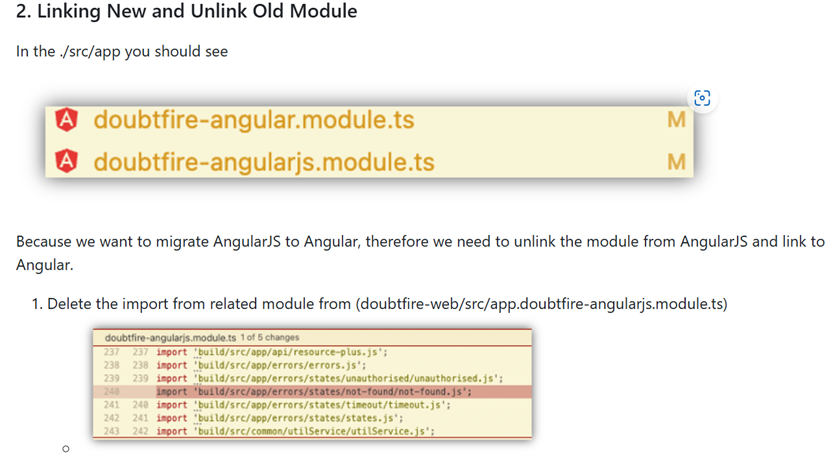 2. Linking New and Unlink Old Module
In the ./src/app you should see
A doubtfire-angular.module.ts M
A doubtfire-angularjs.module.ts M
Because we want to migrate AngularJS to Angular, therefore we need to unlink the module from AngularJS and link to
Angular.
1. Delete the import from related module from (doubtfire-web/src/app.doubtfire-angularjs.module.ts)
doubtfire-angularjs.module.ts 1 of 5 changes
237 237 import 'build/src/app/api/resource-plus.js';
238 238 import 'build/src/app/errors/errors.js';
239 239 import 'build/src/app/errors/states/unauthorised/unauthorised.js';
240 import 'build/src/app/errors/states/not-found/not-found.js';
241 240 import 'build/src/app/errors/states/timeout/timeout.js';
242 241 import 'build/src/app/errors/states/states.js';
243 242 import 'build/src/common/utilService/utilService.js';